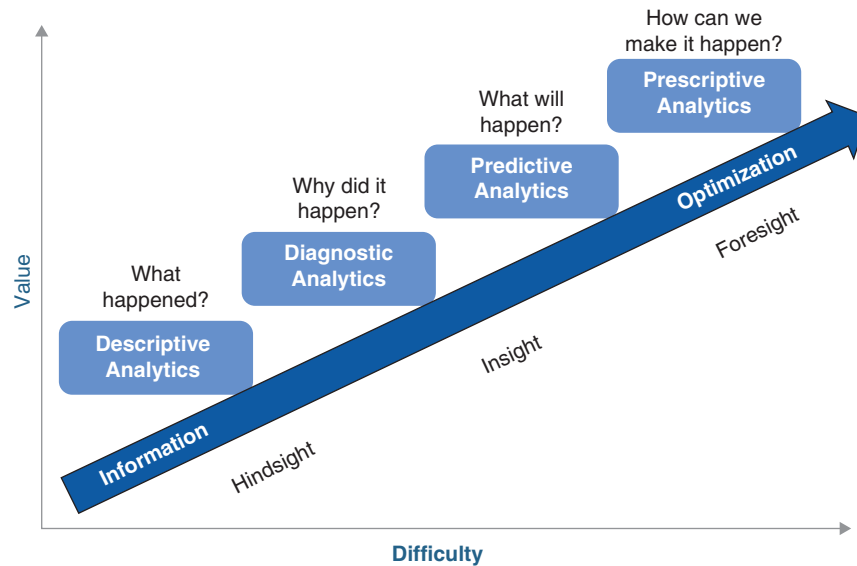 How can we
make it happen?
Prescriptive
Analytics
What will
happen?
Predictive
Analytics
Why did it
happen?
Diagnostic
Analytics
What
happened?
Descriptive
Analytics
Value
Information
Optimization
Hindsight
Insight
Foresight
Difficulty